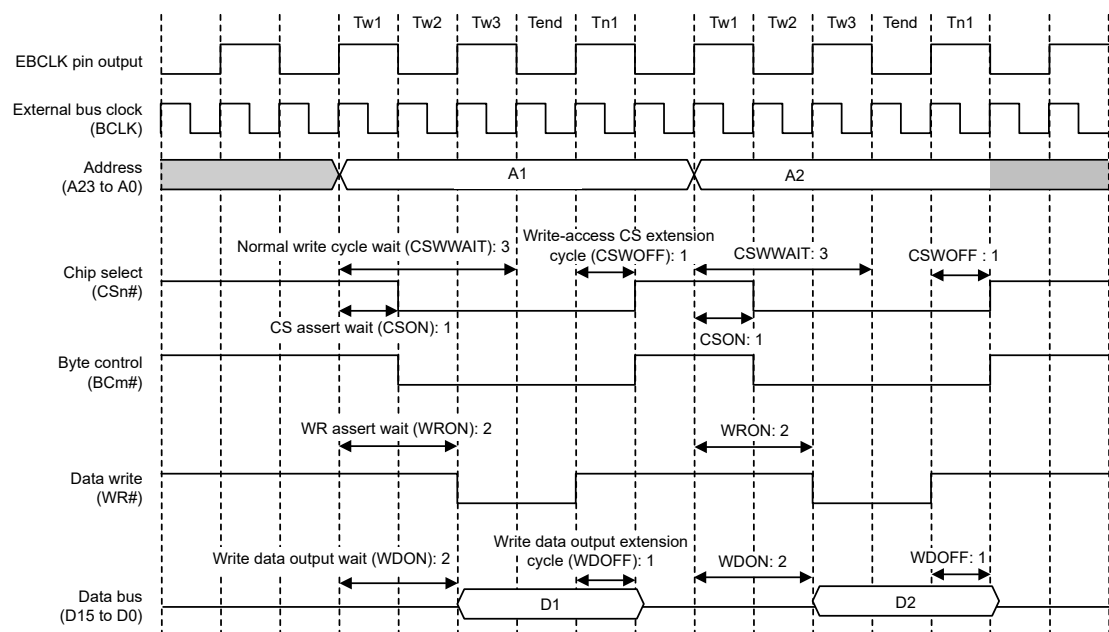 Tw1 Tw2 Tw3 Tend Tn1 Tw1 Tw2 Tw3 Tend Tn1
EBCLK pin output
External bus clock
(BCLK)
Address
(A23 to A0)
A1 A2
Normal write cycle wait (CSWWAIT): 3
Write-access CS extension
cycle (CSWOFF): 1
CSWWAIT: 3
CSWOFF : 1
Chip select
(CSn#)
CS assert wait (CSON): 1
CSON: 1
Byte control
(BCm#)
WR assert wait (WRON): 2
WRON: 2
Data write
(WR#)
Write data output wait (WDON): 2
Write data output extension
cycle (WDOFF): 1
WDON: 2
WDOFF: 1
Data bus
(D15 to D0)
D1 D2